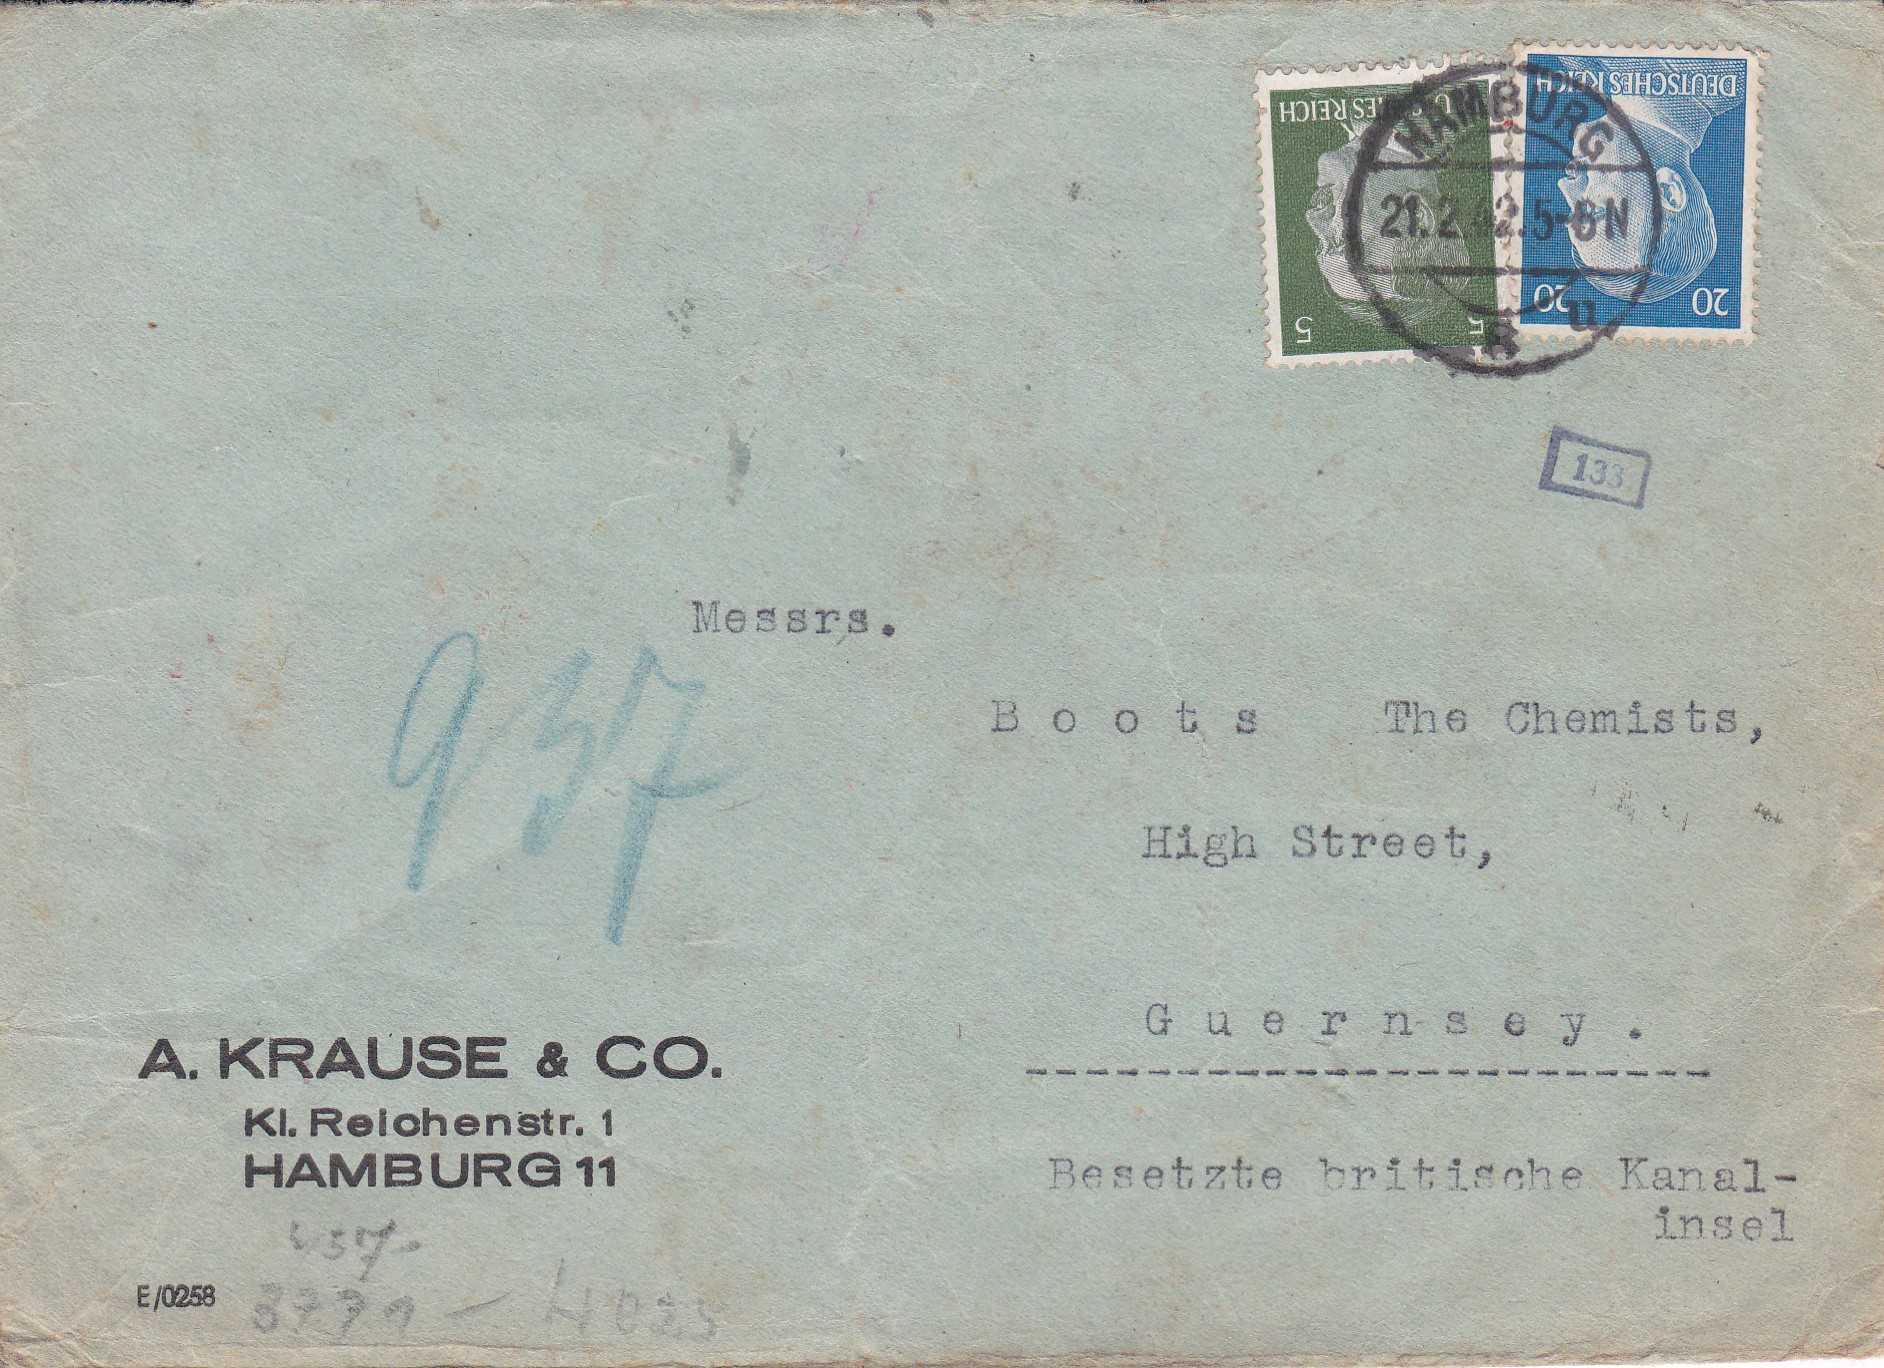 DEUTSCHES REICH
5
5
DEUTSCHES REICH
20
20
HAMBURG
21.2.42.5-6N
133
Messrs.
Boots The Chemists,
High Street,
Guernsey.
Besetzte britische Kanal-
insel
937
A. KRAUSE & CO.
Kl. Reichenstr. 1
HAMBURG 11
E/0258